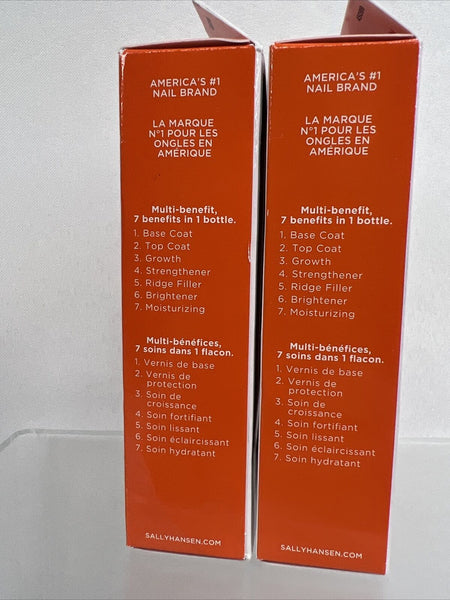 AMERICA'S #1
NAIL BRAND
LA MARQUE
N°1 POUR LES
ONGLES EN
AMÉRIQUE
Multi-benefit,
7 benefits in 1 bottle.
1. Base Coat
2. Top Coat
3. Growth
4. Strengthener
5. Ridge Filler
6. Brightener
7. Moisturizing
Multi-bénéfices,
7 soins dans 1 flacon.
1. Vernis de base
2. Vernis de
protection
3. Soin de
croissance
4. Soin fortifiant
5. Soin lissant
6. Soin éclaircissant
7. Soin hydratant
SALLYHANSEN.COM
AMERICA'S #1
NAIL BRAND
LA MARQUE
N°1 POUR LES
ONGLES EN
AMÉRIQUE
Multi-benefit,
7 benefits in 1 bottle.
1. Base Coat
2. Top Coat
3. Growth
4. Strengthener
5. Ridge Filler
6. Brightener
7. Moisturizing
Multi-bénéfices,
7 soins dans 1 flacon.
1. Vernis de base
2. Vernis de
protection
3. Soin de
croissance
4. Soin fortifiant
5. Soin lissant
6. Soin éclaircissant
7. Soin hydratant
SALLYHANSEN.COM